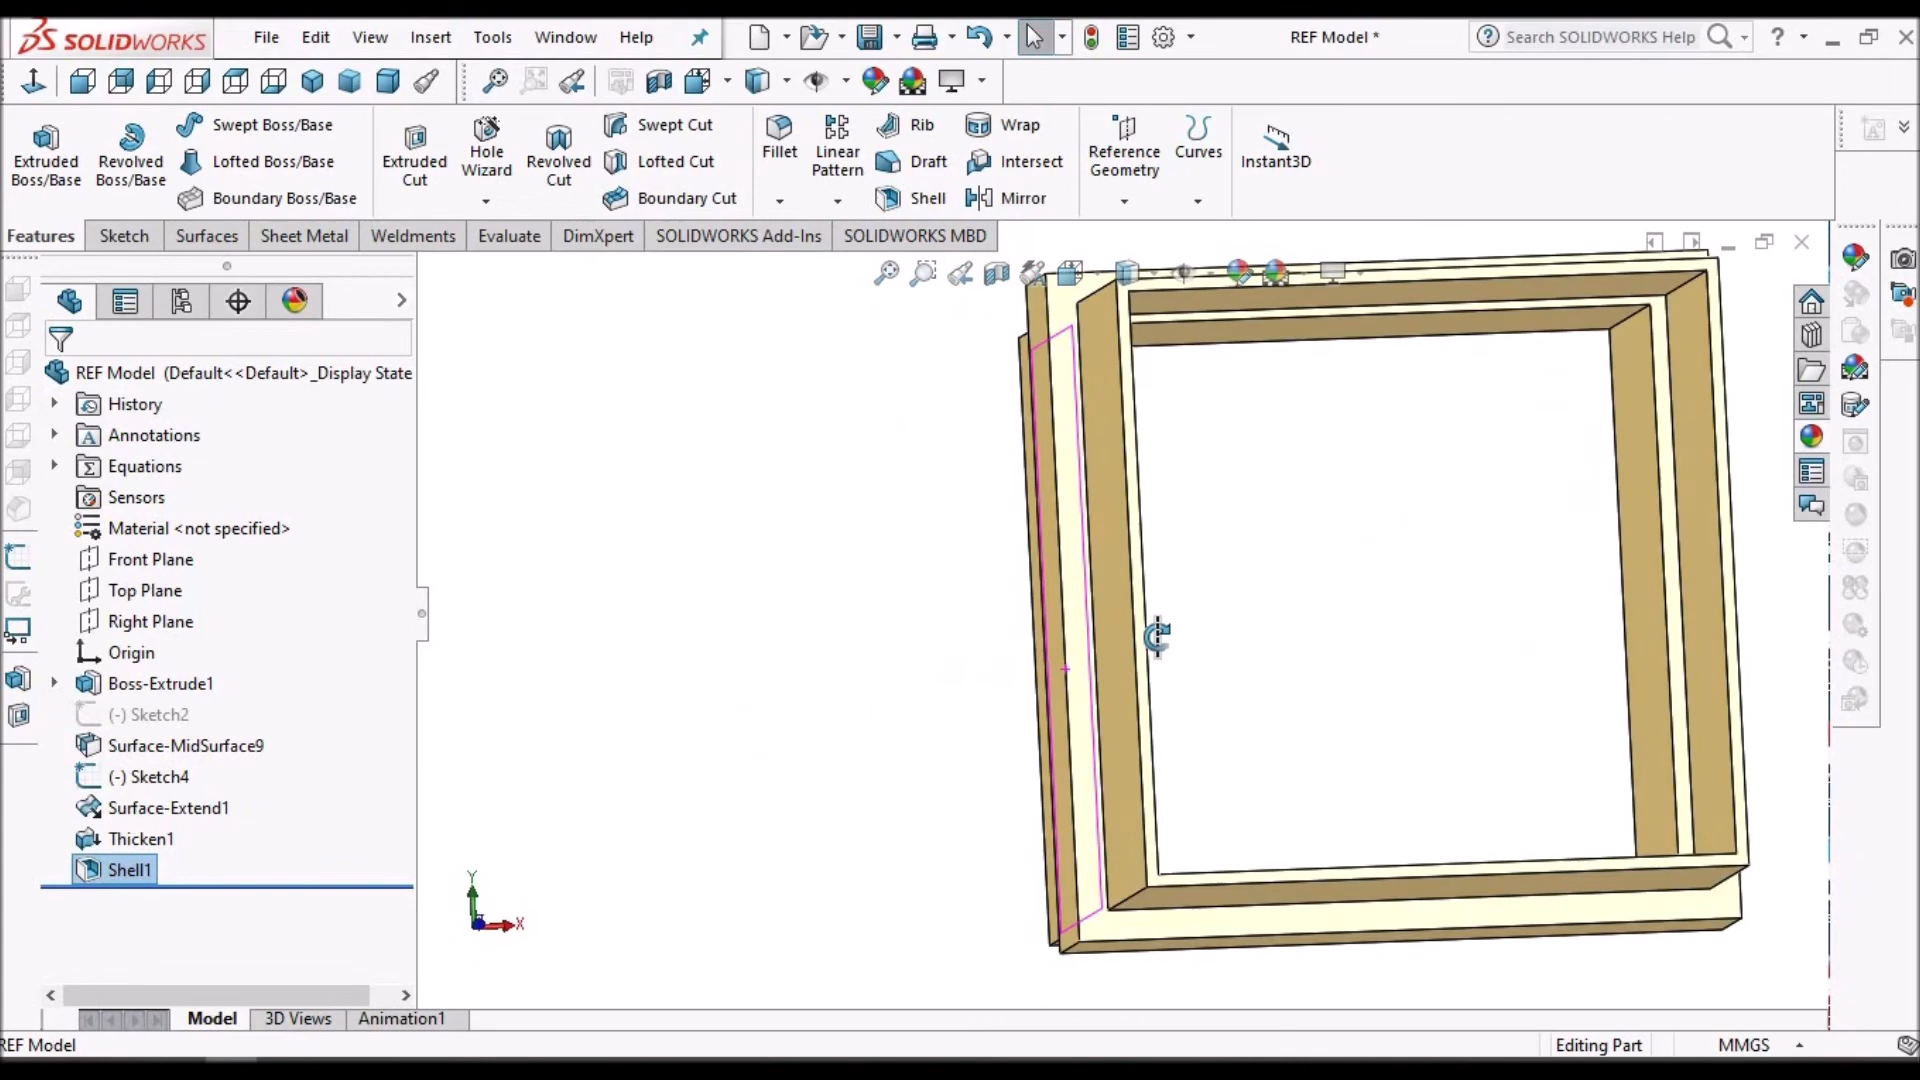 SOLIDWORKS File Edit View Insert Tools Window Help REF Model * Search SOLIDWORKS Help ?
Extruded Boss/Base
Revolved Boss/Base
Swept Boss/Base
Lofted Boss/Base
Boundary Boss/Base
Extruded Cut
Hole Wizard
Revolved Cut
Swept Cut
Lofted Cut
Boundary Cut
Fillet
Linear Pattern
Rib
Draft
Shell
Wrap
Intersect
Mirror
Reference Geometry
Curves
Instant3D
Features Sketch Surfaces Sheet Metal Weldments Evaluate DimXpert SOLIDWORKS Add-Ins SOLIDWORKS MBD
REF Model (Default<<Default>_Display State
History
Annotations
Equations
Sensors
Material <not specified>
Front Plane
Top Plane
Right Plane
Origin
Boss-Extrude1
(-) Sketch2
Surface-MidSurface9
(-) Sketch4
Surface-Extend1
Thicken1
Shell1
Y
X
Model 3D Views Animation1
REF Model Editing Part MMGS